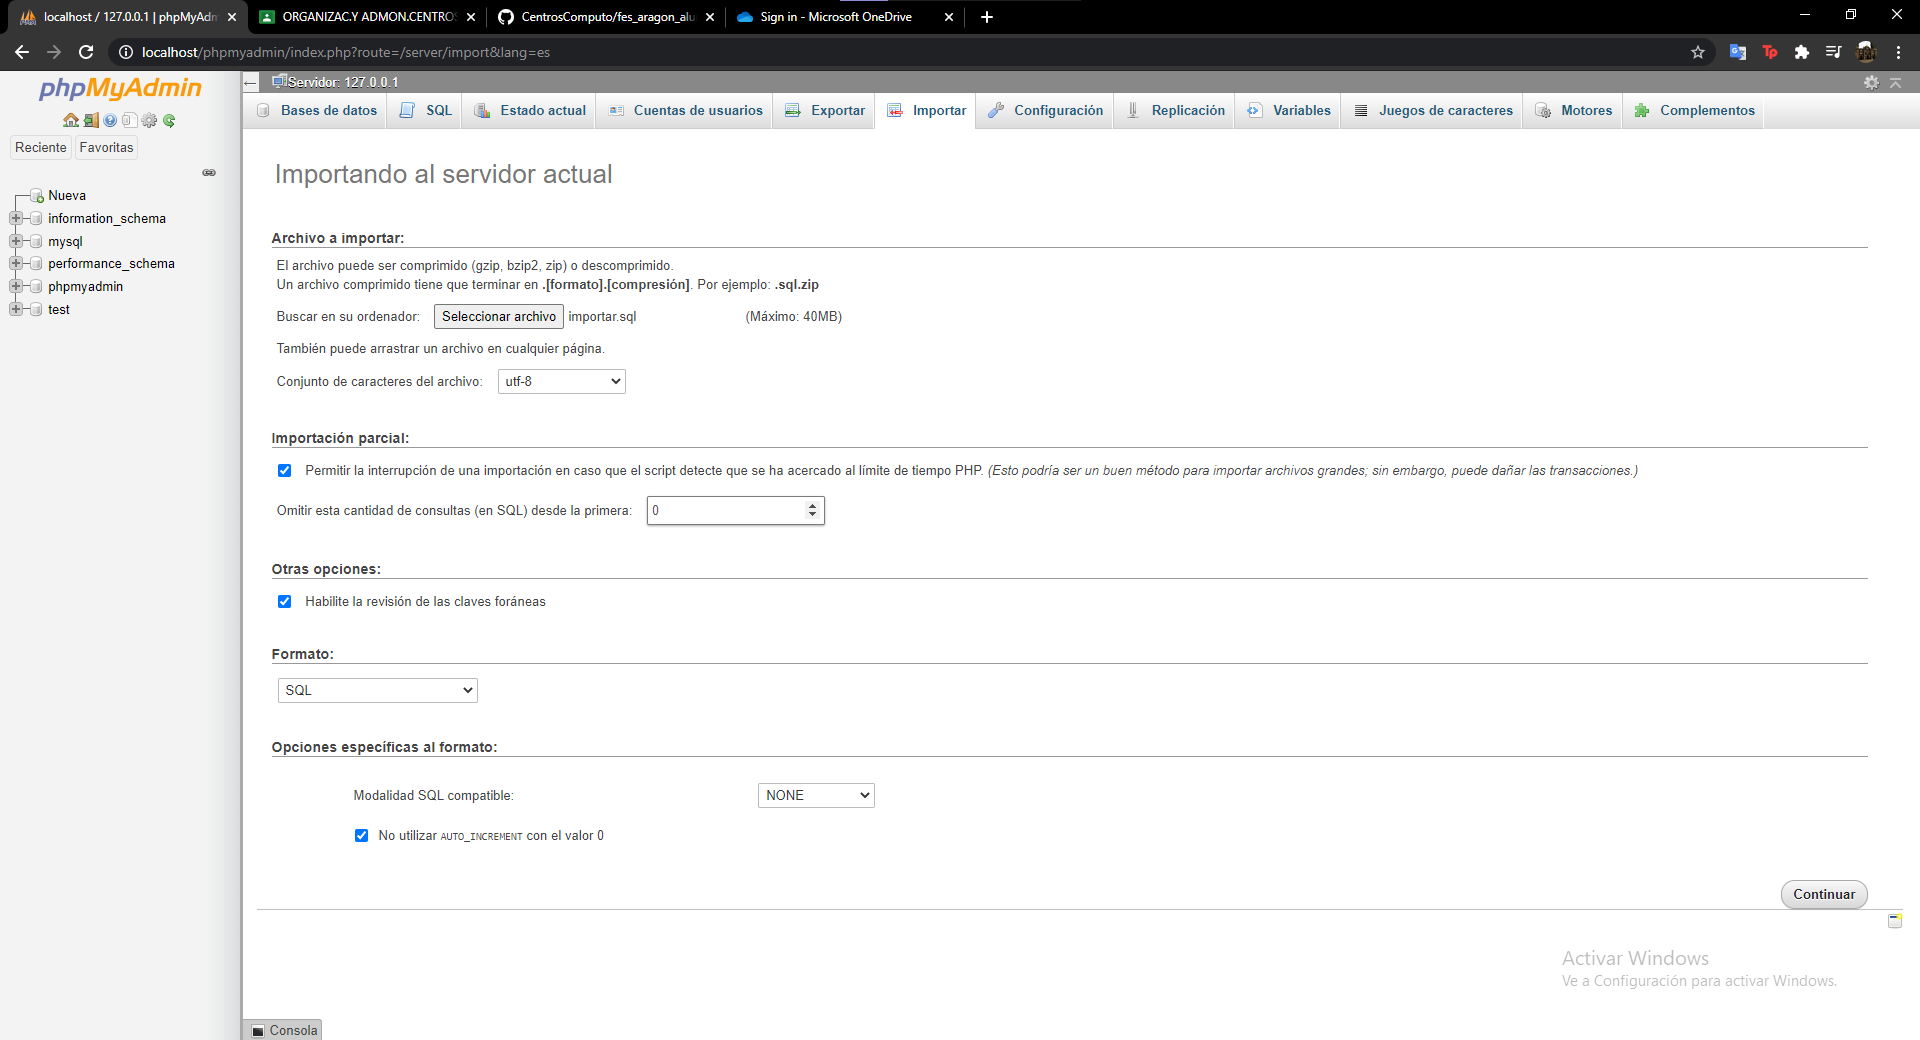 localhost / 127.0.0.1 | phpMyAdm
ORGANIZAC.Y ADMON.CENTROS
CentrosComputo/fes_aragon_alu
Sign in - Microsoft OneDrive
localhost/phpmyadmin/index.php?route=/server/import&lang=es
phpMyAdmin
Reciente Favoritas
Nueva
information_schema
mysql
performance_schema
phpmyadmin
test
Servidor: 127.0.0.1
Bases de datos SQL Estado actual Cuentas de usuarios Exportar Importar Configuración Replicación Variables Juegos de caracteres Motores Complementos
Importando al servidor actual
Archivo a importar:
El archivo puede ser comprimido (gzip, bzip2, zip) o descomprimido.
Un archivo comprimido tiene que terminar en .[formato].[compresión]. Por ejemplo: .sql.zip
Buscar en su ordenador: Seleccionar archivo importar.sql (Máximo: 40MB)
También puede arrastrar un archivo en cualquier página.
Conjunto de caracteres del archivo: utf-8
Importación parcial:
Permitir la interrupción de una importación en caso que el script detecte que se ha acercado al límite de tiempo PHP. (Esto podría ser un buen método para importar archivos grandes; sin embargo, puede dañar las transacciones.)
Omitir esta cantidad de consultas (en SQL) desde la primera: 0
Otras opciones:
Habilite la revisión de las claves foráneas
Formato:
SQL
Opciones específicas al formato:
Modalidad SQL compatible: NONE
No utilizar AUTO_INCREMENT con el valor 0
Continuar
Activar Windows
Ve a Configuración para activar Windows.
Consola